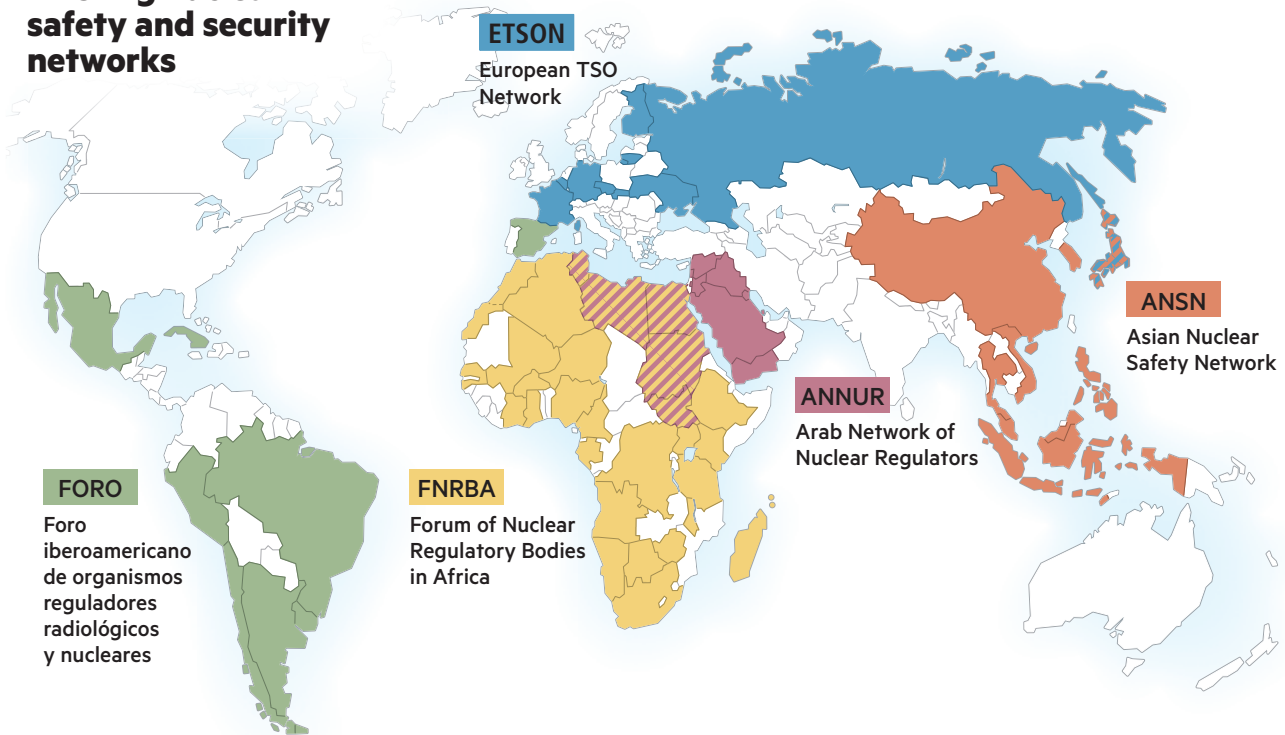 safety and security
networks
ETSON
European TSO
Network
ANSN
Asian Nuclear
Safety Network
ANNUR
Arab Network of
Nuclear Regulators
FORO
Foro
iberoamericano
de organismos
reguladores
radiológicos
y nucleares
FNRBA
Forum of Nuclear
Regulatory Bodies
in Africa